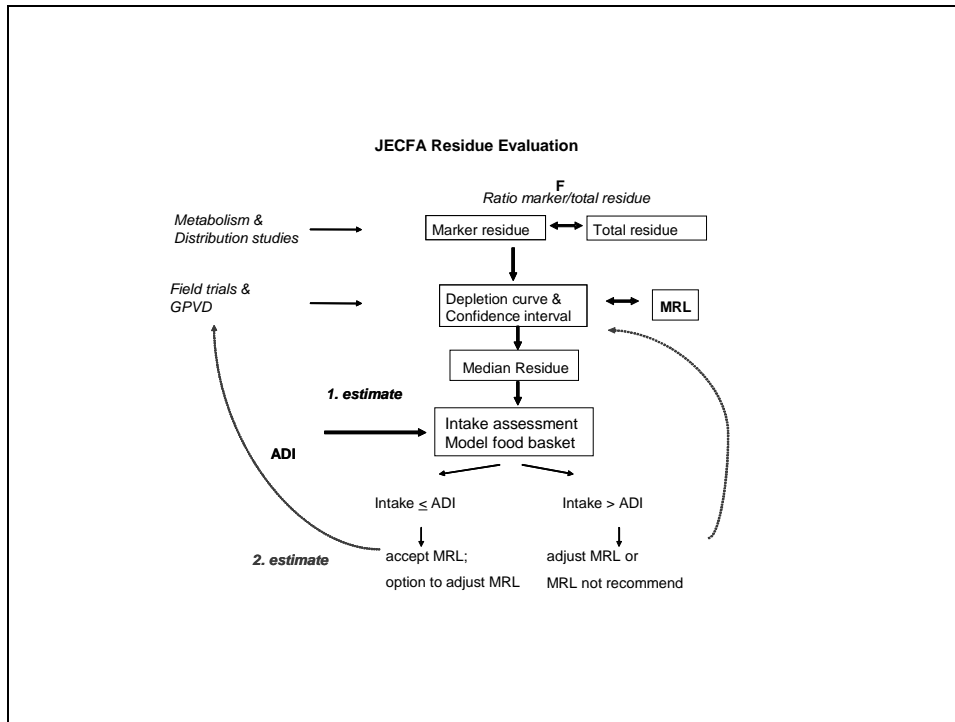 JECFA Residue Evaluation
F
Ratio marker/total residue
Metabolism &
Distribution studies
Marker residue
Total residue
Field trials &
GPVD
Depletion curve &
Confidence interval
MRL
Median Residue
1. estimate
Intake assessment
Model food basket
ADI
Intake ≤ ADI
Intake > ADI
2. estimate
accept MRL;
option to adjust MRL
adjust MRL or
MRL not recommend